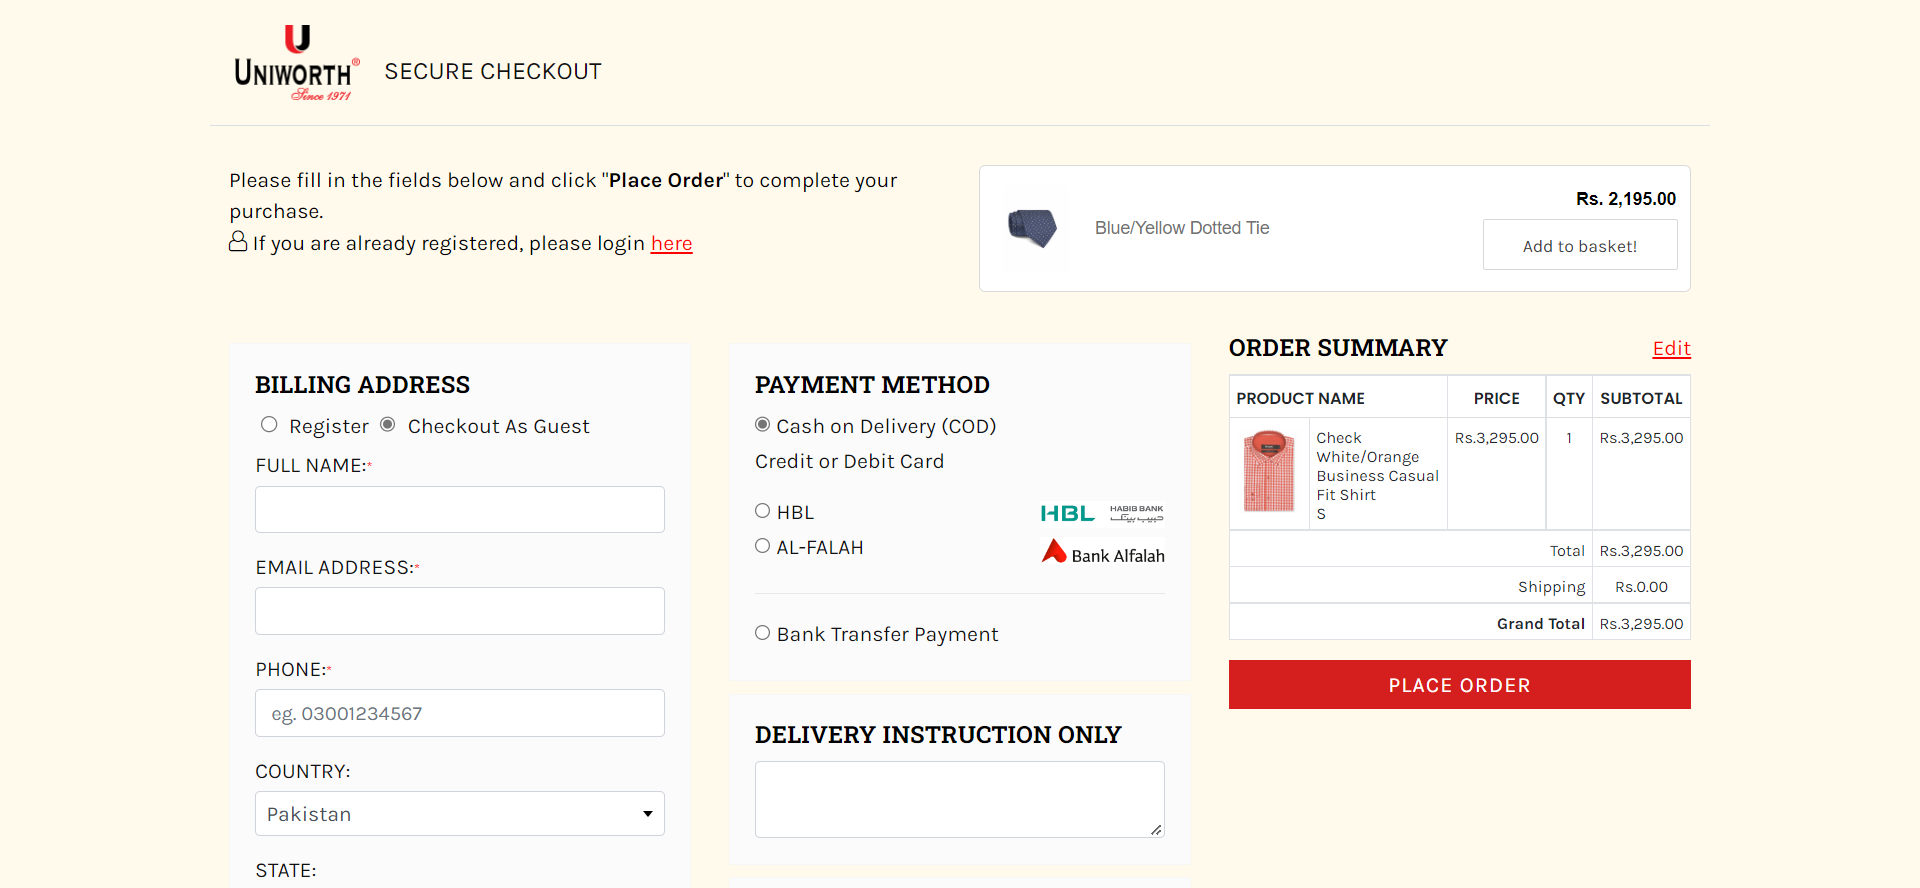 UNIWORTH®
Since 1971
SECURE CHECKOUT
Please fill in the fields below and click "Place Order" to complete your
purchase.
If you are already registered, please login here
Blue/Yellow Dotted Tie
Rs. 2,195.00
Add to basket!
BILLING ADDRESS
Register Checkout As Guest
FULL NAME:*
EMAIL ADDRESS:*
PHONE:*
eg. 03001234567
COUNTRY:
Pakistan
STATE:
PAYMENT METHOD
Cash on Delivery (COD)
Credit or Debit Card
HBL HBL HABIB BANK
حبیب بینک
AL-FALAH Bank Alfalah
Bank Transfer Payment
DELIVERY INSTRUCTION ONLY
ORDER SUMMARY Edit
PRODUCT NAME PRICE QTY SUBTOTAL
Check Rs.3,295.00 1 Rs.3,295.00
White/Orange
Business Casual
Fit Shirt
S
Total Rs.3,295.00
Shipping Rs.0.00
Grand Total Rs.3,295.00
PLACE ORDER